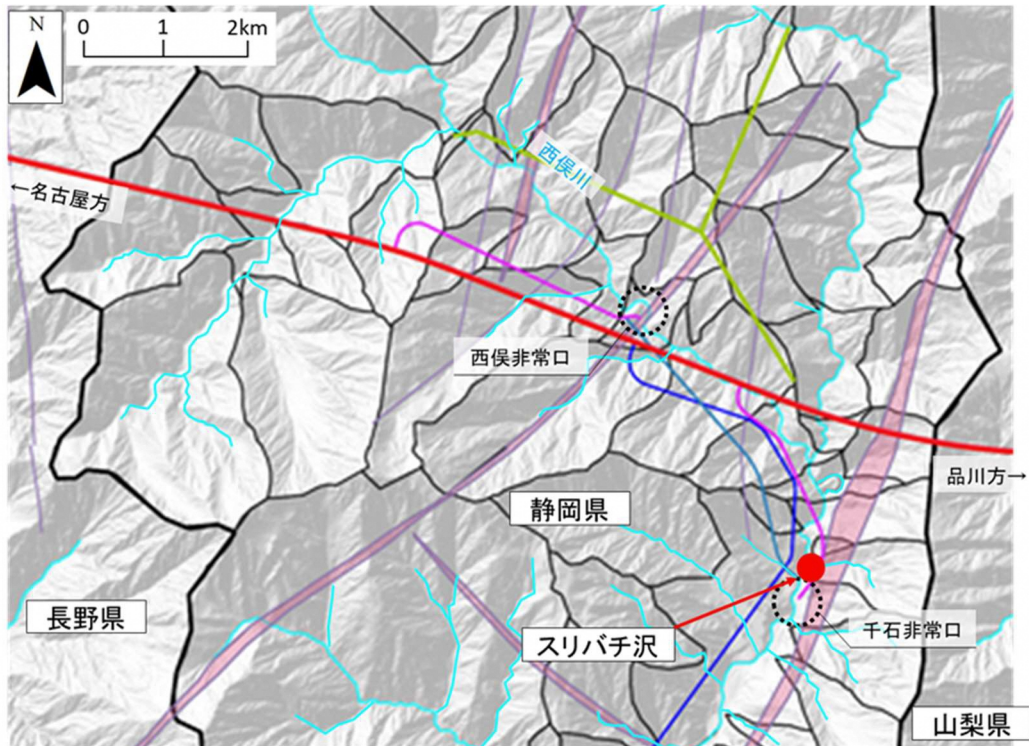 N
0 1 2km
西俣川
←名古屋方
西俣非常口
品川方→
静岡県
長野県
スリバチ沢
千石非常口
山梨県